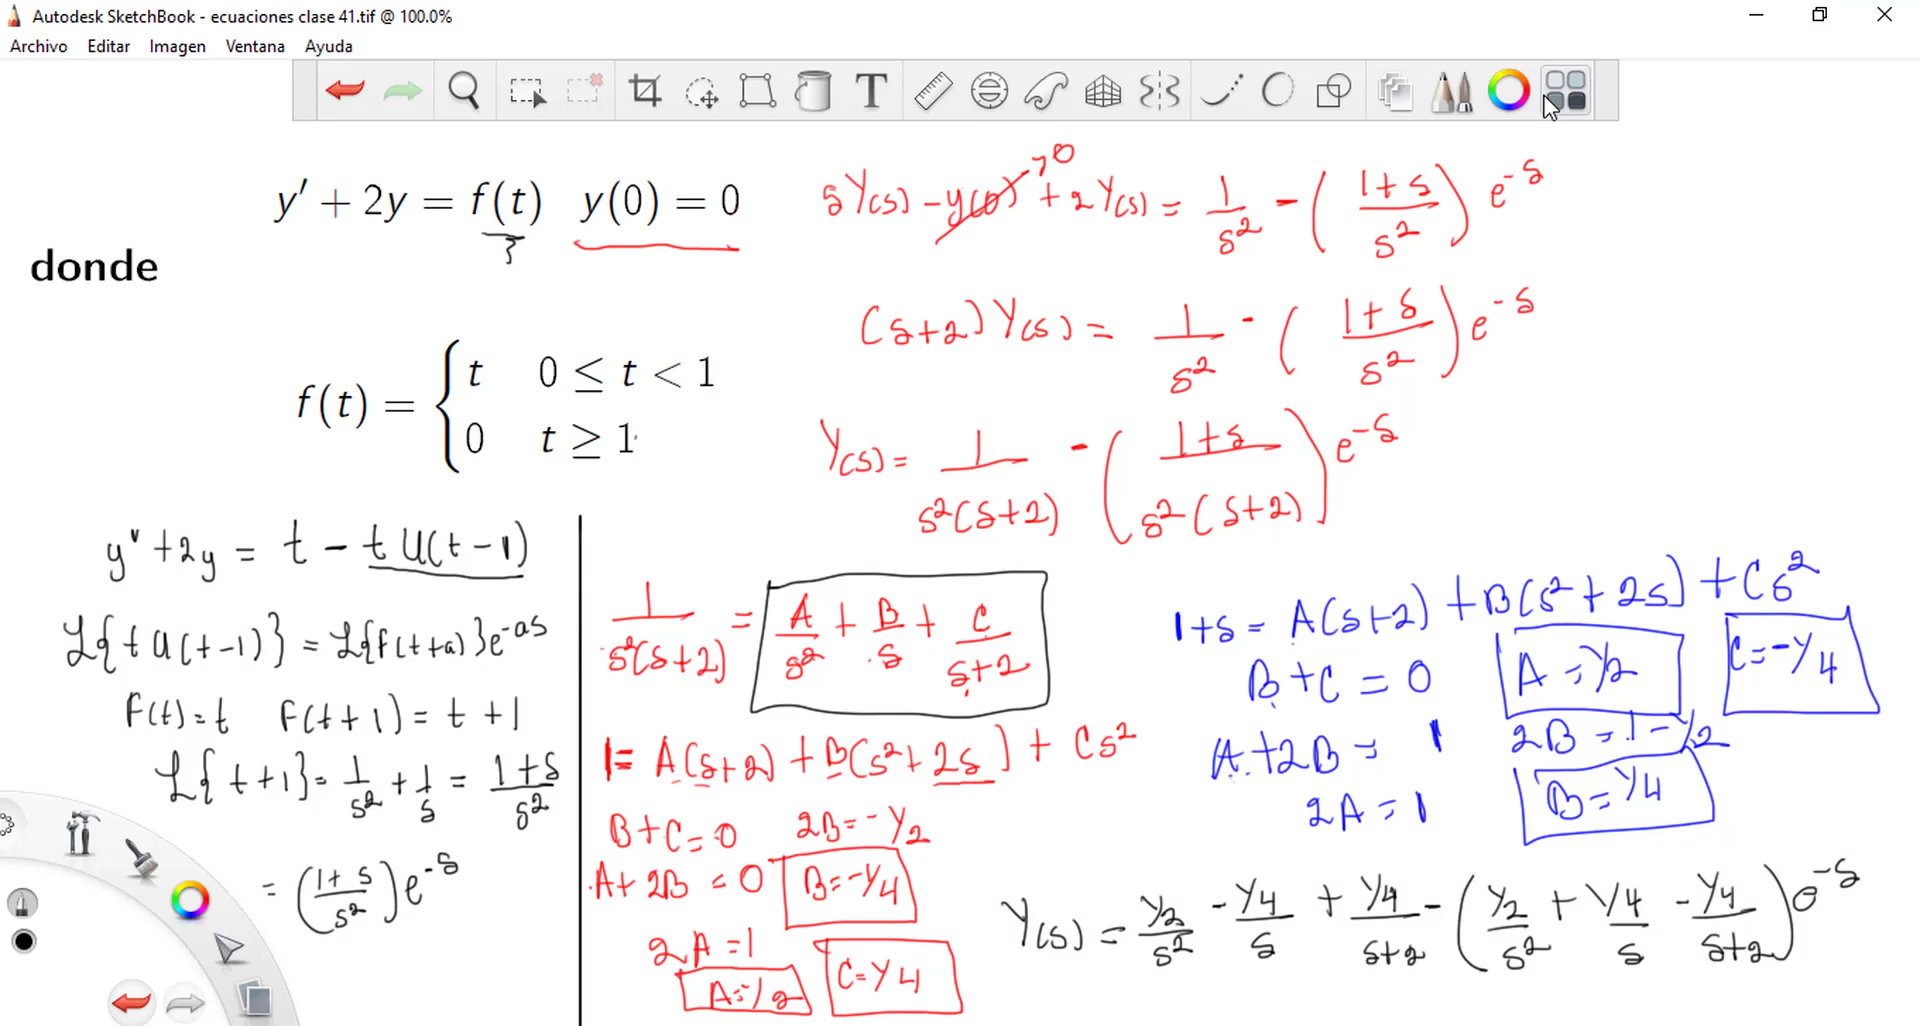 Autodesk SketchBook - ecuaciones clase 41.tif @ 100.0%
Archivo Editar Imagen Ventana Ayuda
y′ + 2y = f(t) y(0) = 0
donde
f(t) = { t 0 ≤ t < 1
0 t ≥ 1
y' + 2y = t - t U(t-1)
ℒ{t U(t-1)} = ℒ{f(t+a)}e^-as
F(t) = t F(t+1) = t + 1
ℒ{t+1} = 1/s² + 1/s = (1+s)/s²
= ((1+s)/s²) e^-s
sY(s) - y(0)↗0 + 2Y(s) = 1/s² - ((1+s)/s²) e^-s
(s+2)Y(s) = 1/s² - ((1+s)/s²) e^-s
Y(s) = 1/(s²(s+2)) - ((1+s)/(s²(s+2))) e^-s
1/(s²(s+2)) = A/s² + B/s + C/(s+2)
1 = A(s+2) + B(s²+2s) + Cs²
B+C=0 2B=-1/2
A+2B=0 B=-1/4
2A=1
A=1/2 C=1/4
1+s = A(s+2) + B(s²+2s) + Cs²
B+C=0 A=1/2 C=-1/4
A+2B=1 2B=1-1/2
2A=1 B=1/4
Y(s) = (1/2)/s² - (1/4)/s + (1/4)/(s+2) - ((1/2)/s² + (1/4)/s - (1/4)/(s+2)) e^-s